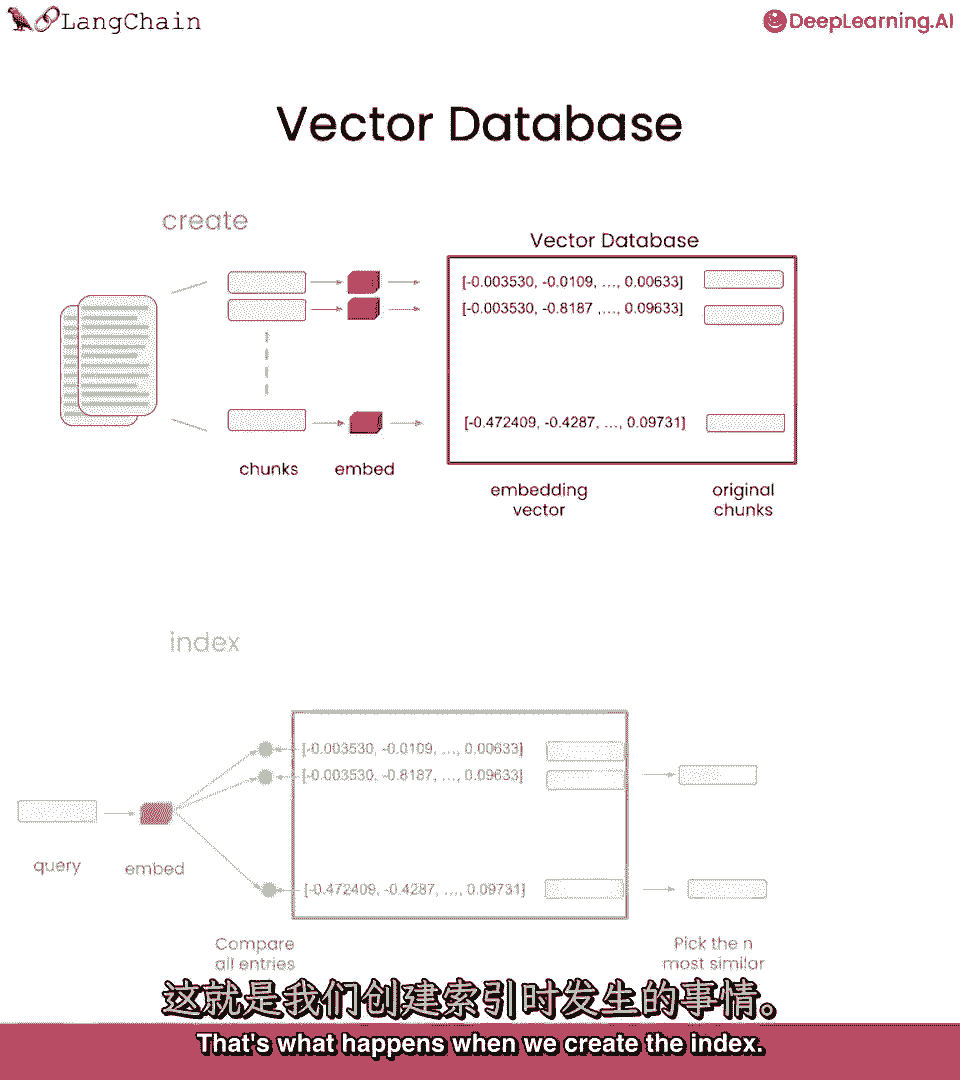 LangChain
DeepLearning.AI
Vector Database
create
Vector Database
[-0.003530, -0.0109, ..., 0.00633]
[-0.003530, -0.8187 ,..., 0.09633]
[-0.472409, -0.4287, ..., 0.09731]
chunks
embed
embedding
vector
original
chunks
index
[-0.003530, -0.0109, ..., 0.00633]
[-0.003530, -0.8187, ..., 0.09633]
[-0.472409, -0.4287, ..., 0.09731]
query
embed
Compare
all entries
Pick the n
most similar
这就是我们创建索引时发生的事情。
That's what happens when we create the index.